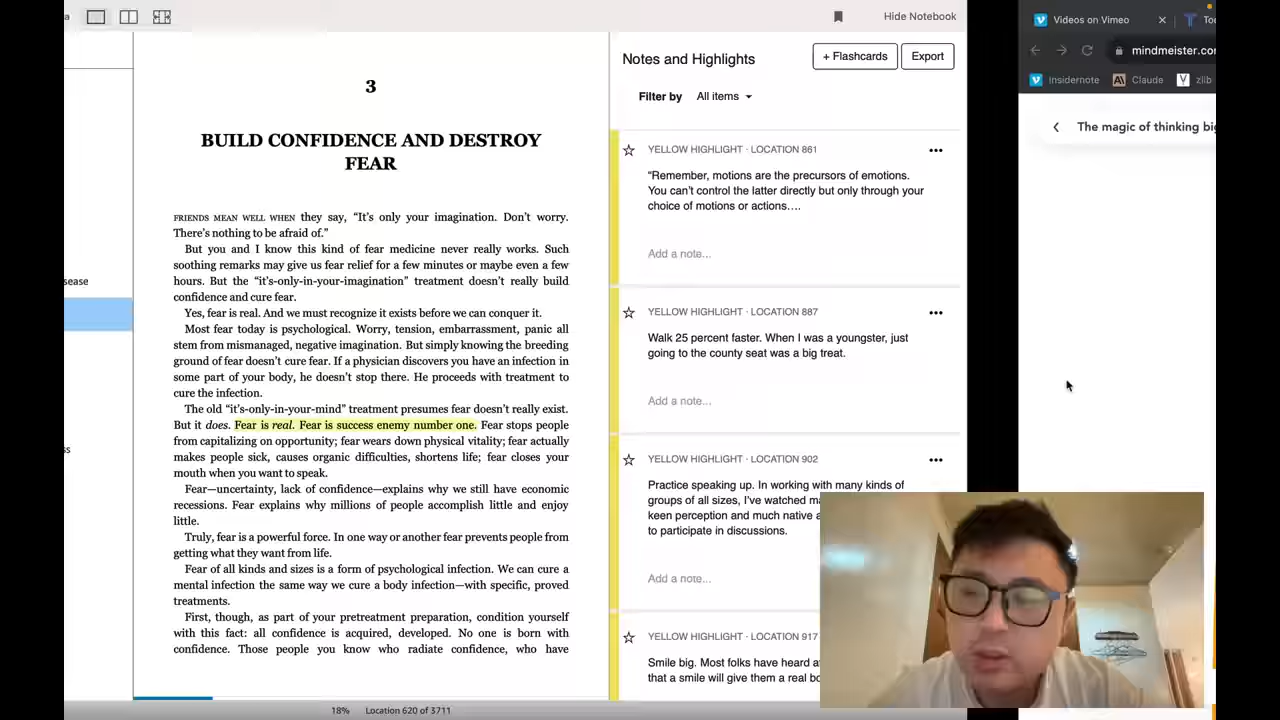 a
Hide Notebook
3
BUILD CONFIDENCE AND DESTROY
FEAR
FRIENDS MEAN WELL WHEN they say, “It’s only your imagination. Don’t worry.
There’s nothing to be afraid of.”
But you and I know this kind of fear medicine never really works. Such
soothing remarks may give us fear relief for a few minutes or maybe even a few
hours. But the “it’s-only-in-your-imagination” treatment doesn’t really build
confidence and cure fear.
Yes, fear is real. And we must recognize it exists before we can conquer it.
Most fear today is psychological. Worry, tension, embarrassment, panic all
stem from mismanaged, negative imagination. But simply knowing the breeding
ground of fear doesn’t cure fear. If a physician discovers you have an infection in
some part of your body, he doesn’t stop there. He proceeds with treatment to
cure the infection.
The old “it’s-only-in-your-mind” treatment presumes fear doesn’t really exist.
But it does. Fear is real. Fear is success enemy number one. Fear stops people
from capitalizing on opportunity; fear wears down physical vitality; fear actually
makes people sick, causes organic difficulties, shortens life; fear closes your
mouth when you want to speak.
Fear—uncertainty, lack of confidence—explains why we still have economic
recessions. Fear explains why millions of people accomplish little and enjoy
little.
Truly, fear is a powerful force. In one way or another fear prevents people from
getting what they want from life.
Fear of all kinds and sizes is a form of psychological infection. We can cure a
mental infection the same way we cure a body infection—with specific, proved
treatments.
First, though, as part of your pretreatment preparation, condition yourself
with this fact: all confidence is acquired, developed. No one is born with
confidence. Those people you know who radiate confidence, who have
sease
ss
18% Location 620 of 3711
Notes and Highlights
+ Flashcards
Export
Filter by All items
YELLOW HIGHLIGHT · LOCATION 861
“Remember, motions are the precursors of emotions.
You can’t control the latter directly but only through your
choice of motions or actions….
Add a note...
YELLOW HIGHLIGHT · LOCATION 887
Walk 25 percent faster. When I was a youngster, just
going to the county seat was a big treat.
Add a note...
YELLOW HIGHLIGHT · LOCATION 902
Practice speaking up. In working with many kinds of
groups of all sizes, I’ve watched m
keen perception and much native a
to participate in discussions.
Add a note...
YELLOW HIGHLIGHT · LOCATION 917
Smile big. Most folks have heard a
that a smile will give them a real bo
Videos on Vimeo
To
mindmeister.co
Insidernote
Claude
zlib
The magic of thinking big